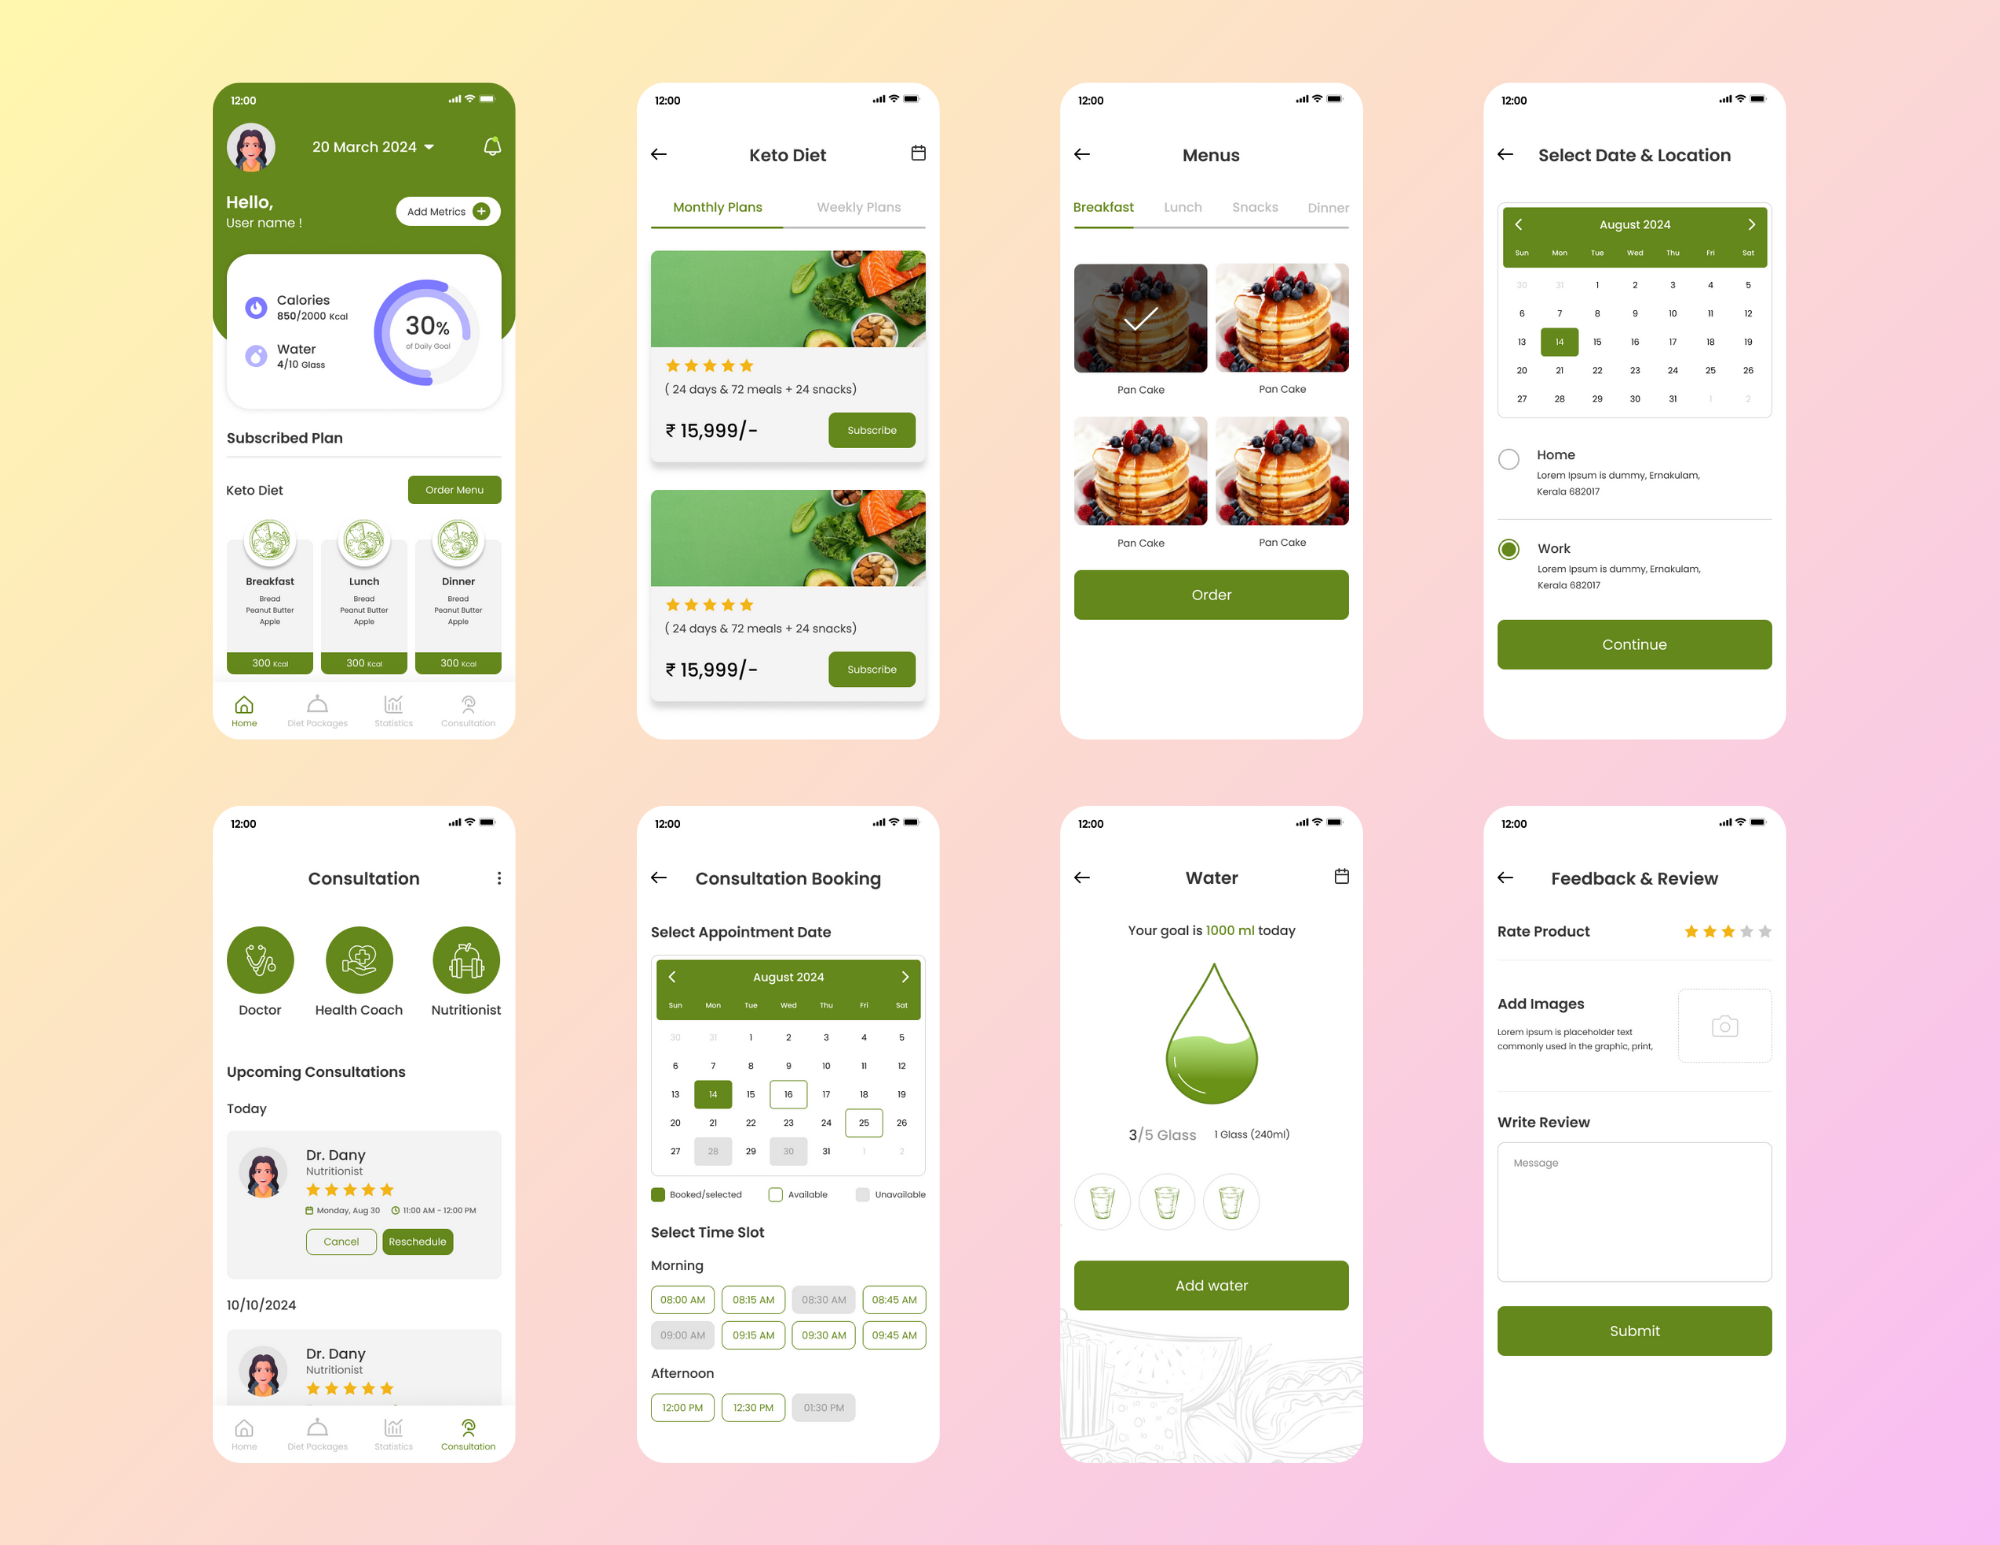 12:00
20 March 2024
Hello,
User name !
Add Metrics
Calories
850/2000 Kcal
Water
4/10 Glass
30%
of Daily Goal
Subscribed Plan
Keto Diet
Order Menu
Breakfast
Bread
Peanut Butter
Apple
300 Kcal
Lunch
Bread
Peanut Butter
Apple
300 Kcal
Dinner
Bread
Peanut Butter
Apple
300 Kcal
Home Diet Packages Statistics Consultation
12:00
Keto Diet
Monthly Plans Weekly Plans
( 24 days & 72 meals + 24 snacks)
₹ 15,999/-
Subscribe
( 24 days & 72 meals + 24 snacks)
₹ 15,999/-
Subscribe
12:00
Menus
Breakfast Lunch Snacks Dinner
Pan Cake Pan Cake
Pan Cake Pan Cake
Order
12:00
Select Date & Location
August 2024
Sun Mon Tue Wed Thu Fri Sat
30 31 1 2 3 4 5
6 7 8 9 10 11 12
13 14 15 16 17 18 19
20 21 22 23 24 25 26
27 28 29 30 31 1 2
Home
Lorem Ipsum is dummy, Ernakulam,
Kerala 682017
Work
Lorem Ipsum is dummy, Ernakulam,
Kerala 682017
Continue
12:00
Consultation
Doctor Health Coach Nutritionist
Upcoming Consultations
Today
Dr. Dany
Nutritionist
Monday, Aug 30 11:00 AM - 12:00 PM
Cancel Reschedule
10/10/2024
Dr. Dany
Nutritionist
Home Diet Packages Statistics Consultation
12:00
Consultation Booking
Select Appointment Date
August 2024
Sun Mon Tue Wed Thu Fri Sat
30 31 1 2 3 4 5
6 7 8 9 10 11 12
13 14 15 16 17 18 19
20 21 22 23 24 25 26
27 28 29 30 31 1 2
Booked/selected Available Unavailable
Select Time Slot
Morning
08:00 AM 08:15 AM 08:30 AM 08:45 AM
09:00 AM 09:15 AM 09:30 AM 09:45 AM
Afternoon
12:00 PM 12:30 PM 01:30 PM
12:00
Water
Your goal is 1000 ml today
3/5 Glass 1 Glass (240ml)
Add water
12:00
Feedback & Review
Rate Product
Add Images
Lorem ipsum is placeholder text
commonly used in the graphic, print,
Write Review
Message
Submit